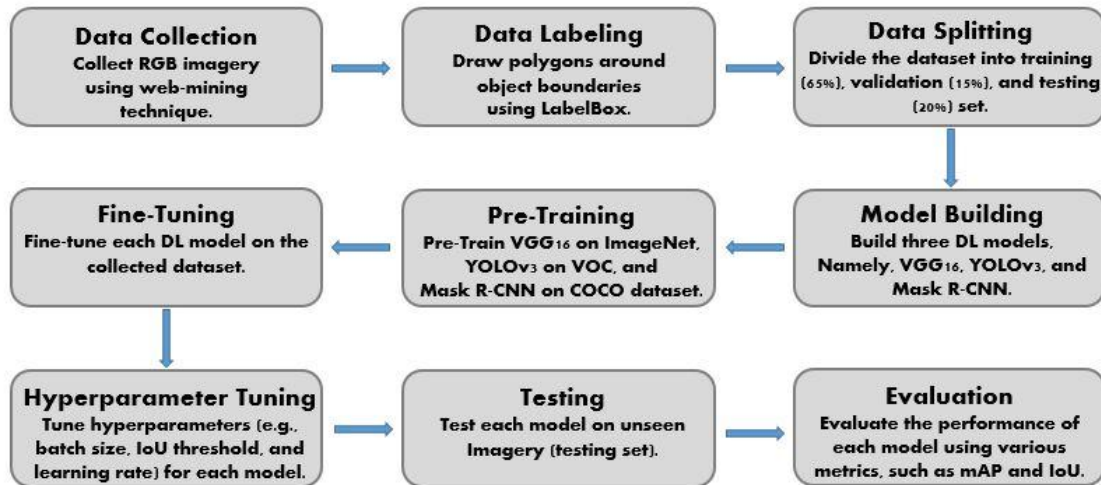 Data Collection
Collect RGB imagery
using web-mining
technique.
Data Labeling
Draw polygons around
object boundaries
using LabelBox.
Data Splitting
Divide the dataset into training
(65%), validation (15%), and testing
(20%) set.
Model Building
Build three DL models,
Namely, VGG16, YOLOv3, and
Mask R-CNN.
Pre-Training
Pre-Train VGG16 on ImageNet,
YOLOv3 on VOC, and
Mask R-CNN on COCO dataset.
Fine-Tuning
Fine-tune each DL model on the
collected dataset.
Hyperparameter Tuning
Tune hyperparameters (e.g.,
batch size, IoU threshold, and
learning rate) for each model.
Testing
Test each model on unseen
Imagery (testing set).
Evaluation
Evaluate the performance of
each model using various
metrics, such as mAP and IoU.